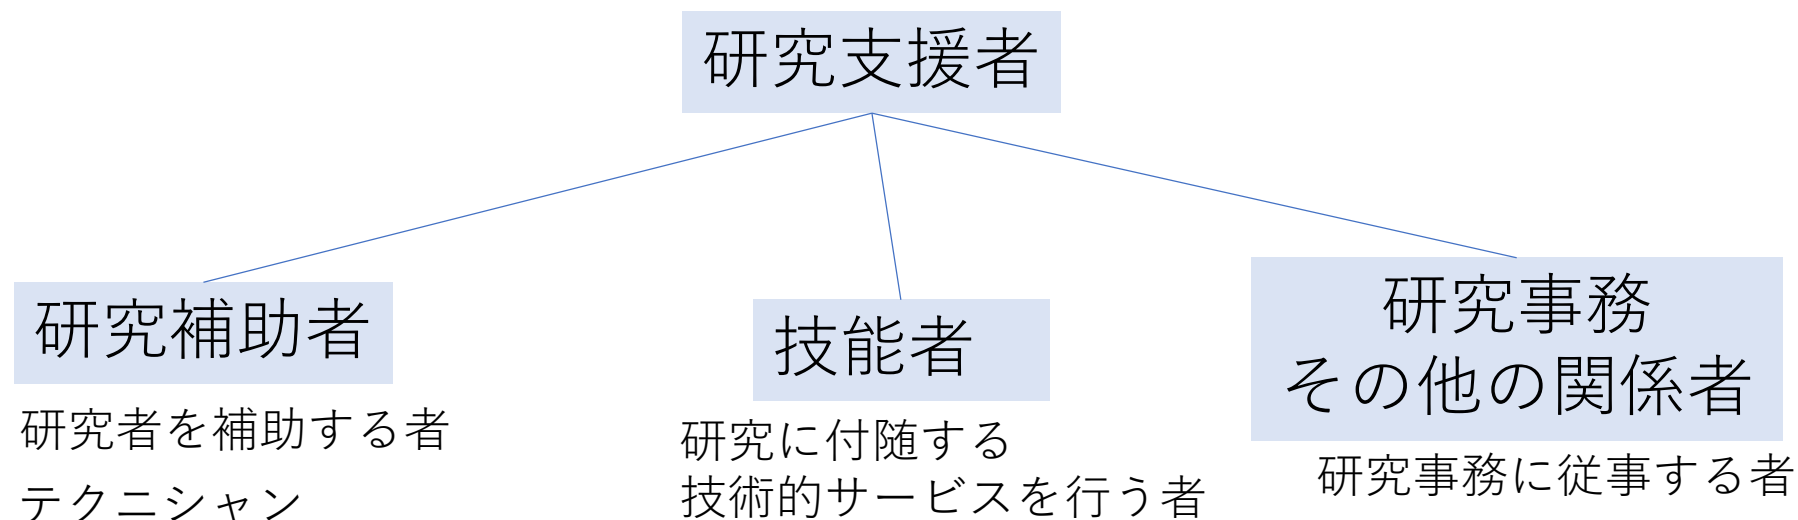 研究支援者
研究補助者
研究者を補助する者
テクニシャン
技能者
研究に付随する
技術的サービスを行う者
研究事務
その他の関係者
研究事務に従事する者